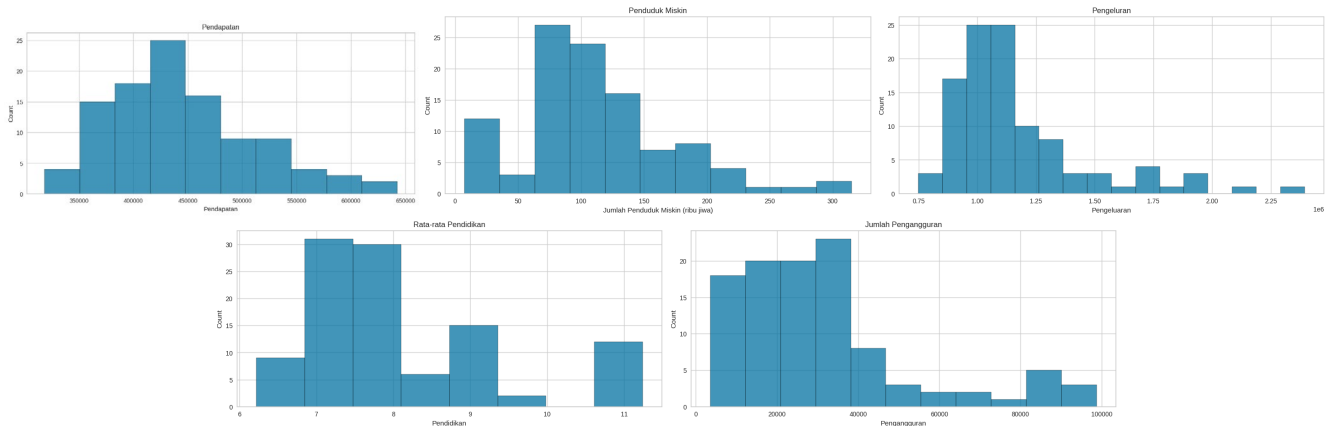 Pendapatan
Count
25
20
15
10
5
0
350000 400000 450000 500000 550000 600000 650000
Pendapatan
Penduduk Miskin
Count
25
20
15
10
5
0
0 50 100 150 200 250 300
Jumlah Penduduk Miskin (ribu jiwa)
Pengeluran
Count
25
20
15
10
5
0
0.75 1.00 1.25 1.50 1.75 2.00 2.25
1e6
Pengeluaran
Rata-rata Pendidikan
Count
30
25
20
15
10
5
0
6 7 8 9 10 11
Pendidikan
Jumlah Pengangguran
Count
20
15
10
5
0
0 20000 40000 60000 80000 100000
Pengangguran